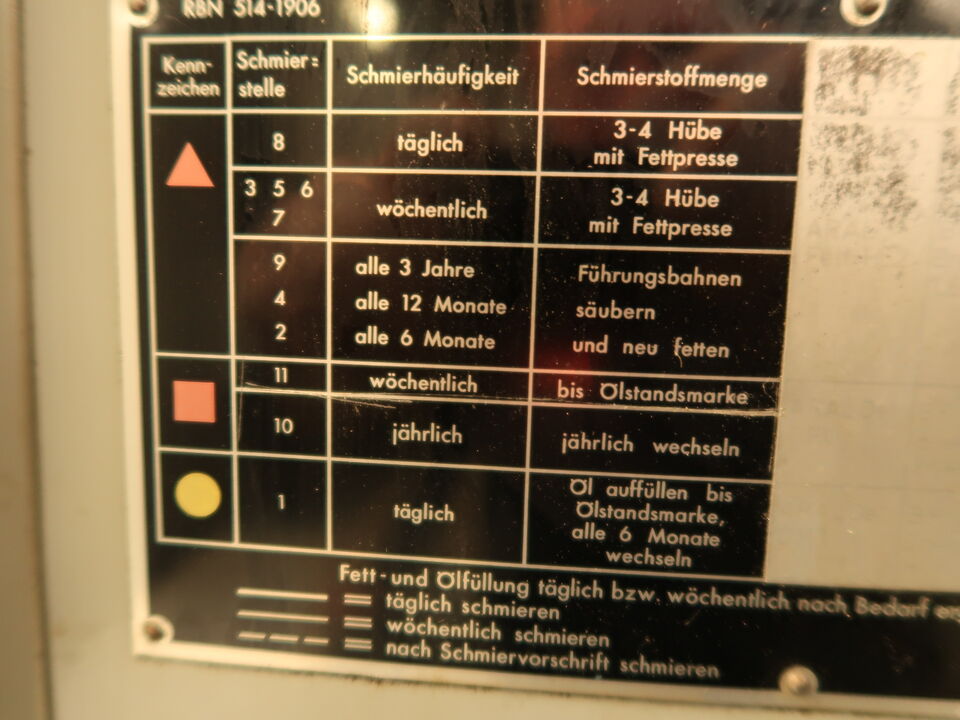 RBN 514-1906
Kenn-
zeichen
Schmier=
stelle
Schmierhäufigkeit
Schmierstoffmenge
8
täglich
3-4 Hübe
mit Fettpresse
3 5 6
7
wöchentlich
3-4 Hübe
mit Fettpresse
9
alle 3 Jahre
Führungsbahnen
4
alle 12 Monate
säubern
2
alle 6 Monate
und neu fetten
11
wöchentlich
bis Ölstandsmarke
10
jährlich
jährlich wechseln
1
täglich
Öl auffüllen bis
Ölstandsmarke,
alle 6 Monate
wechseln
Fett-und Ölfüllung täglich bzw. wöchentlich nach Bedarf
= täglich schmieren
= wöchentlich schmieren
= nach Schmiervorschrift schmieren